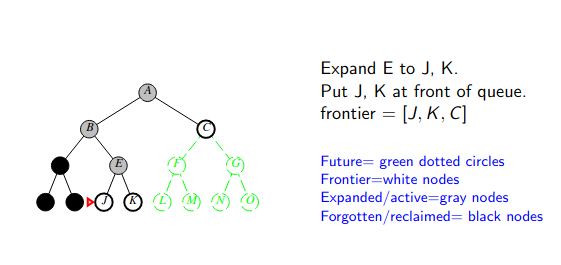 A
B
C
E
F
G
J
K
L
M
N
O
Expand E to J, K.
Put J, K at front of queue.
frontier = [J, K, C]
Future= green dotted circles
Frontier=white nodes
Expanded/active=gray nodes
Forgotten/reclaimed= black nodes